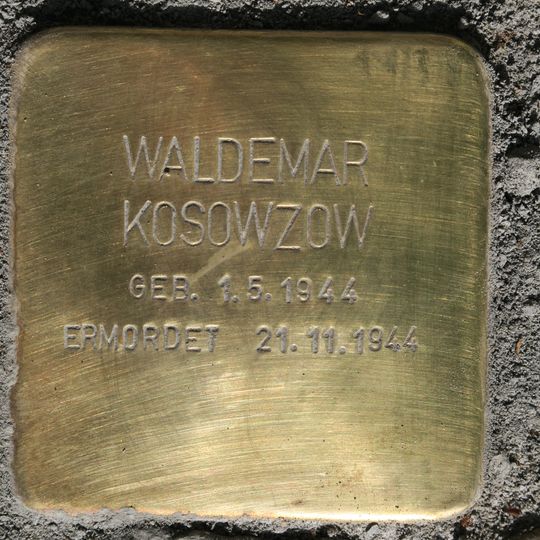 WALDEMAR
KOSOWZOW
GEB. 1.5.1944
ERMORDET 21.11.1944